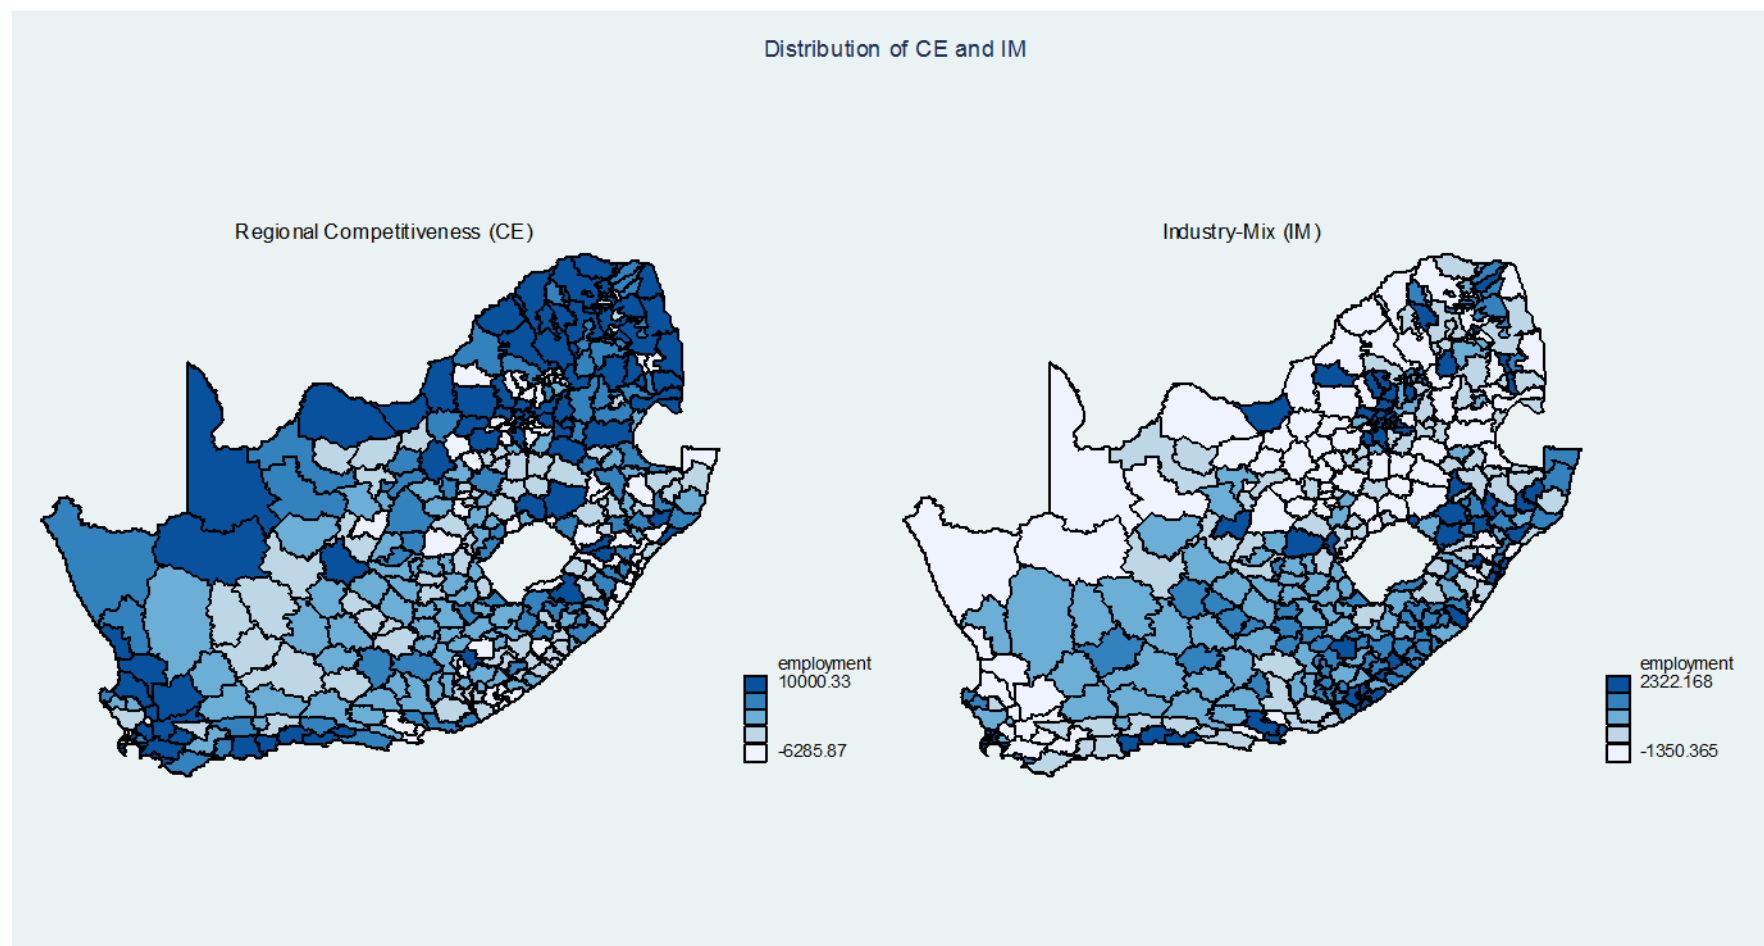 Distribution of CE and IM
Regional Competitiveness (CE)
employment
10000.33
-6285.87
Industry-Mix (IM)
employment
2322.168
-1350.365